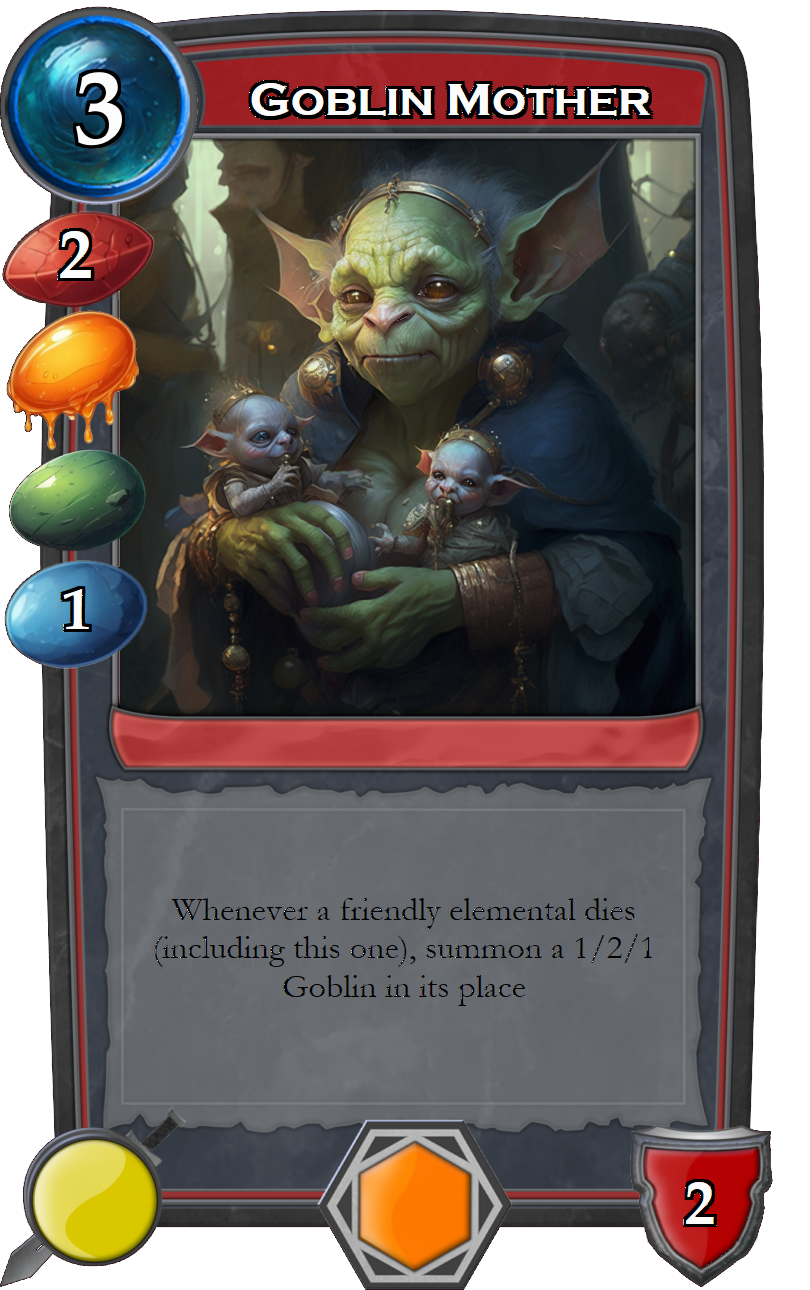 3
Goblin Mother
2
1
Whenever a friendly elemental dies
(including this one), summon a 1/2/1
Goblin in its place
2